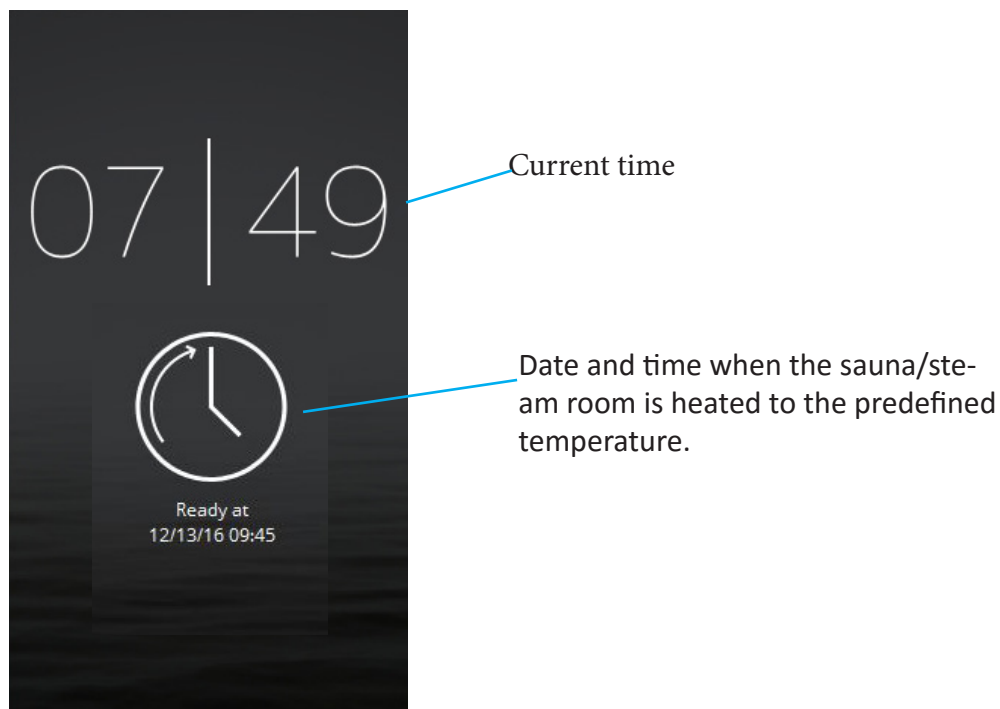 07 | 49
Current time
Date and time when the sauna/ste-
am room is heated to the predefined
temperature.
Ready at
12/13/16 09:45